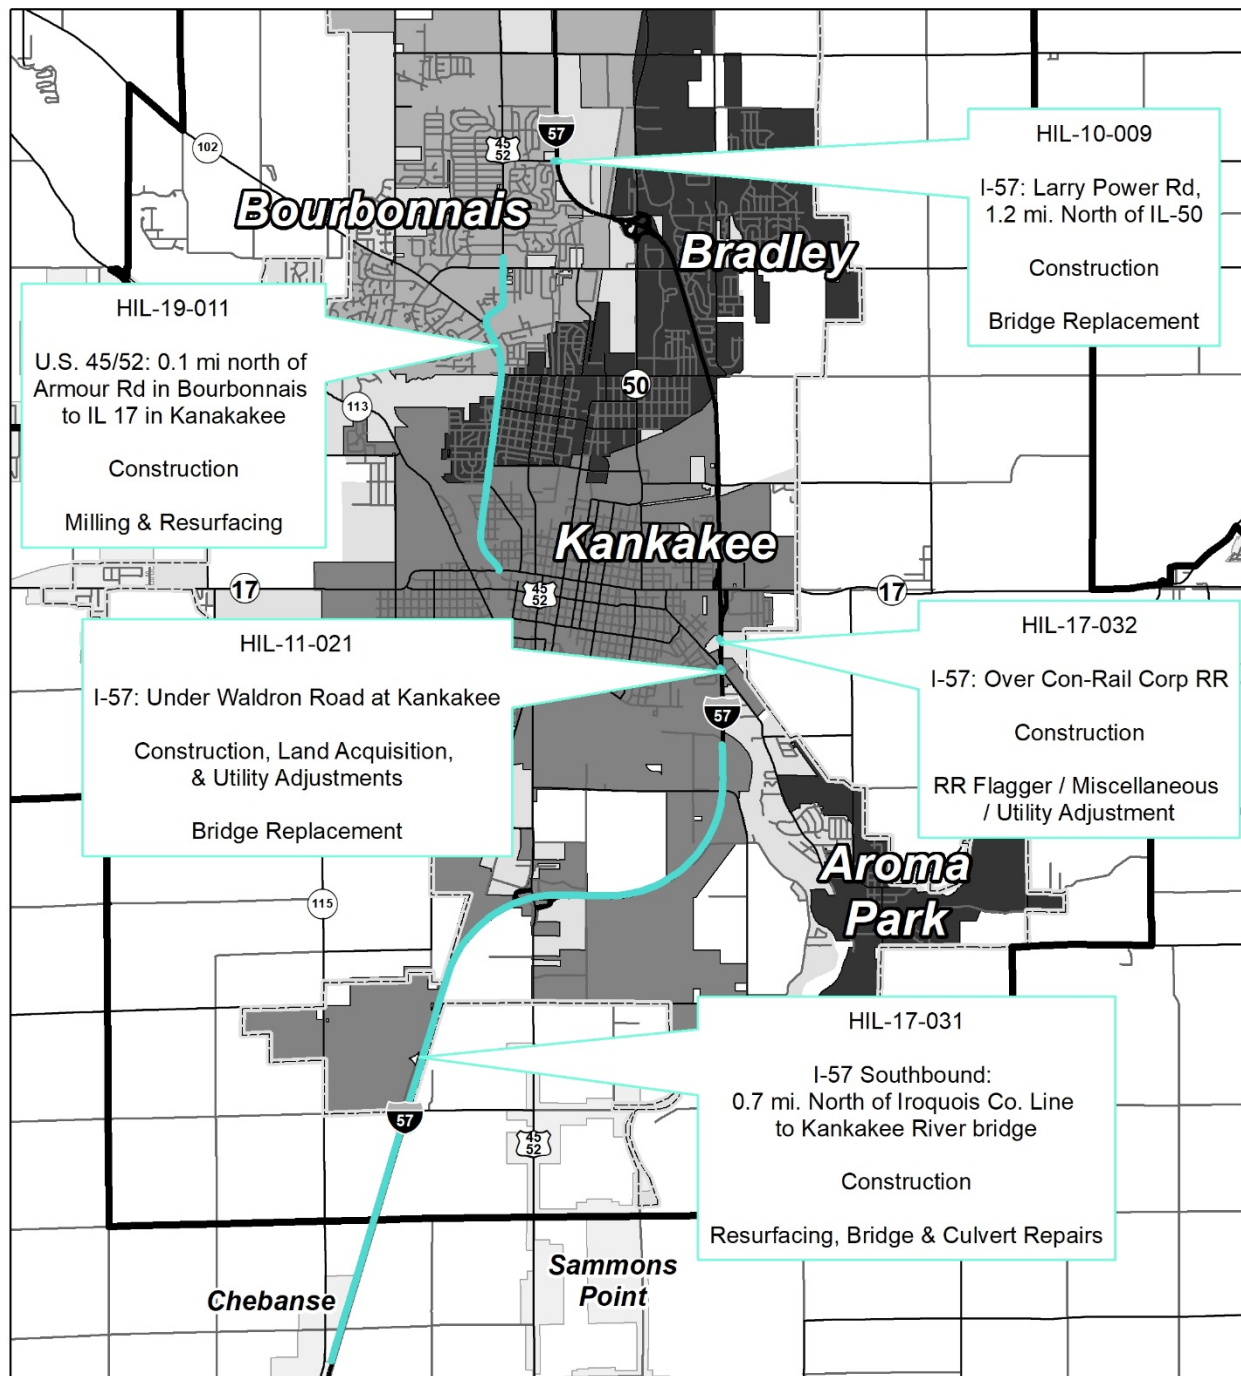 45
52
57
102
Bourbonnais
Bradley
HIL-10-009
I-57: Larry Power Rd,
1.2 mi. North of IL-50
Construction
Bridge Replacement
HIL-19-011
U.S. 45/52: 0.1 mi north of
Armour Rd in Bourbonnais
to IL 17 in Kanakakee
Construction
Milling & Resurfacing
113
50
Kankakee
17
45
52
17
HIL-11-021
I-57: Under Waldron Road at Kankakee
Construction, Land Acquisition,
& Utility Adjustments
Bridge Replacement
HIL-17-032
I-57: Over Con-Rail Corp RR
Construction
RR Flagger / Miscellaneous
/ Utility Adjustment
57
Aroma
Park
115
HIL-17-031
I-57 Southbound:
0.7 mi. North of Iroquois Co. Line
to Kankakee River bridge
Construction
Resurfacing, Bridge & Culvert Repairs
57
45
52
Sammons
Point
Chebanse